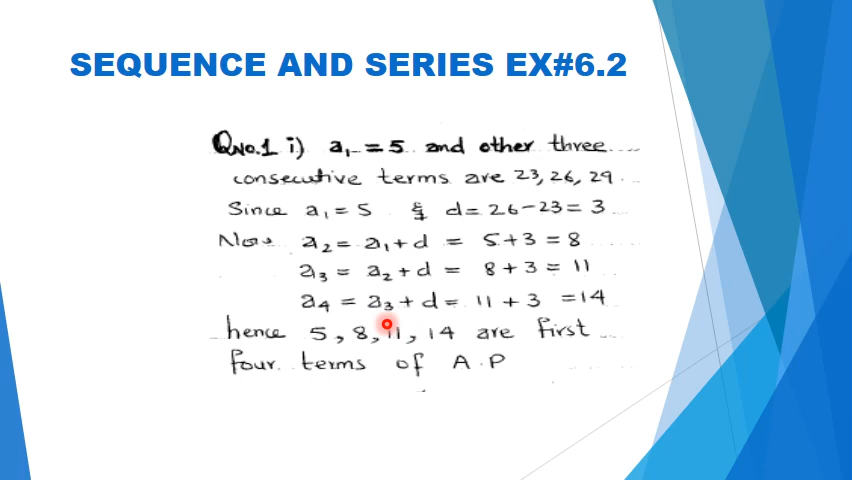 SEQUENCE AND SERIES EX#6.2
QNo.1 i) a₁ = 5 and other three
consecutive terms are 23, 26, 29
Since a₁ = 5 & d = 26 - 23 = 3
Now a₂ = a₁ + d = 5 + 3 = 8
a₃ = a₂ + d = 8 + 3 = 11
a₄ = a₃ + d = 11 + 3 = 14
hence 5, 8, 11, 14 are first
four terms of A.P